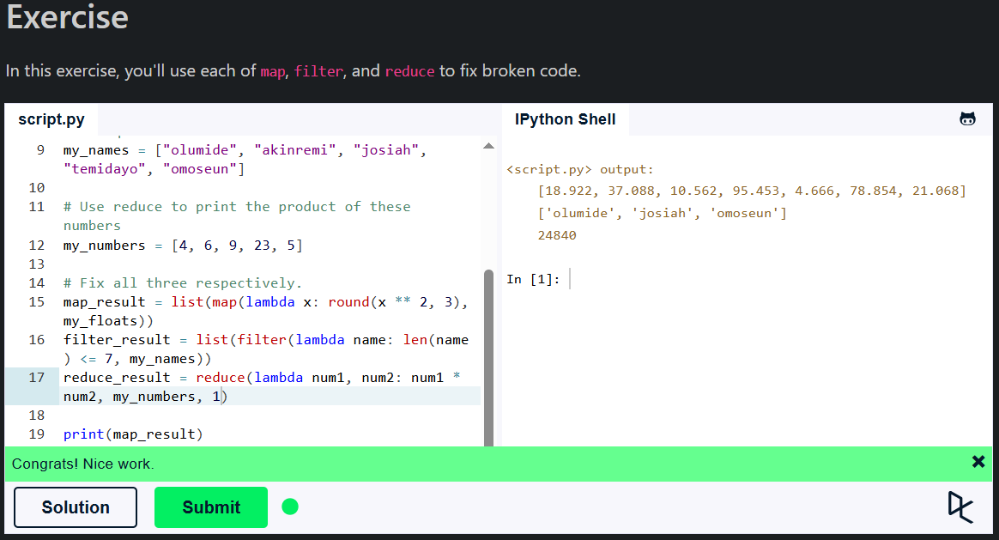 Exercise
In this exercise, you'll use each of map, filter, and reduce to fix broken code.
script.py
9 my_names = ["olumide", "akinremi", "josiah",
"temidayo", "omoseun"]
10
11 # Use reduce to print the product of these
numbers
12 my_numbers = [4, 6, 9, 23, 5]
13
14 # Fix all three respectively.
15 map_result = list(map(lambda x: round(x ** 2, 3),
my_floats))
16 filter_result = list(filter(lambda name: len(name
) <= 7, my_names))
17 reduce_result = reduce(lambda num1, num2: num1 *
num2, my_numbers, 1)
18
19 print(map_result)
IPython Shell
<script.py> output:
[18.922, 37.088, 10.562, 95.453, 4.666, 78.854, 21.068]
['olumide', 'josiah', 'omoseun']
24840
In [1]:
Congrats! Nice work.
Solution
Submit